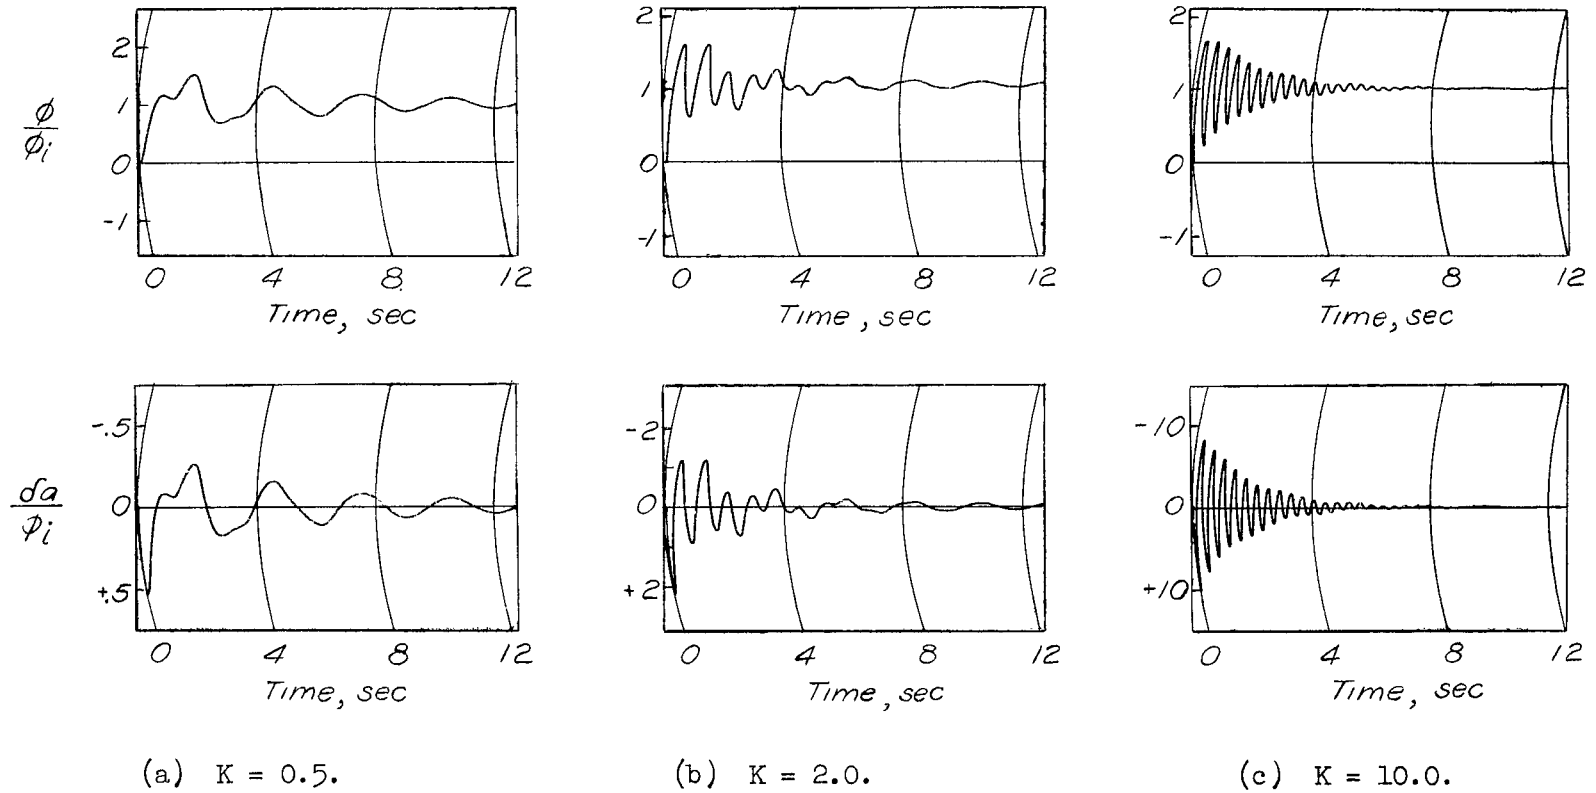 2
1
0
-1
ϕ/ϕi
0 4 8 12
Time, sec
2
1
0
-1
0 4 8 12
Time, sec
2
1
0
-1
0 4 8 12
Time, sec
-.5
0
+.5
δa/ϕi
0 4 8 12
Time, sec
-2
0
+2
0 4 8 12
Time, sec
-10
0
+10
0 4 8 12
Time, sec
(a) K = 0.5.
(b) K = 2.0.
(c) K = 10.0.